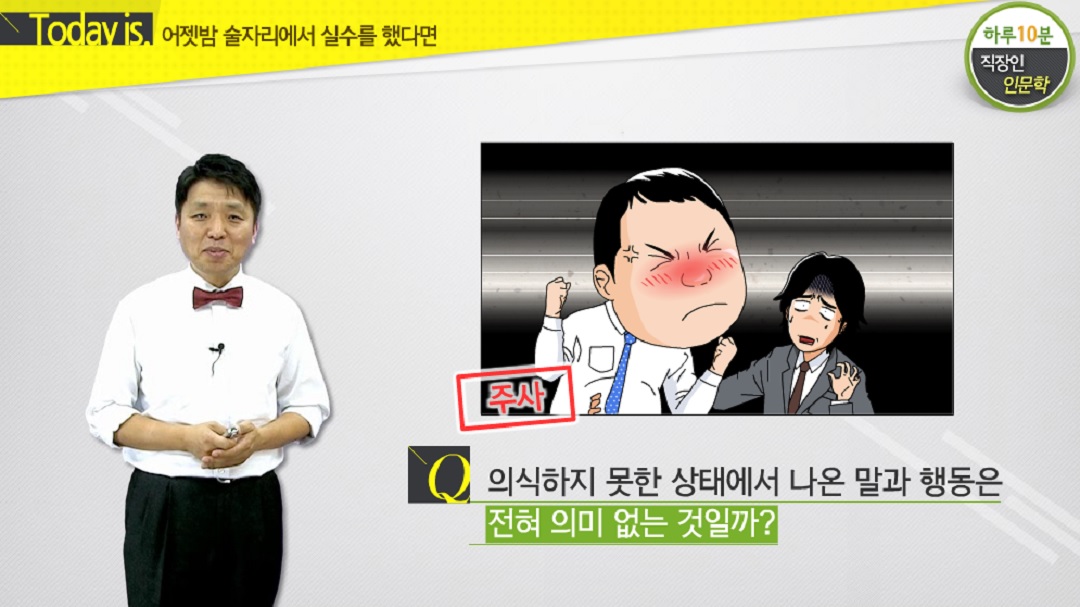 Today is. 어젯밤 술자리에서 실수를 했다면
하루10분
직장인
인문학
주사
Q 의식하지 못한 상태에서 나온 말과 행동은
전혀 의미 없는 것일까?